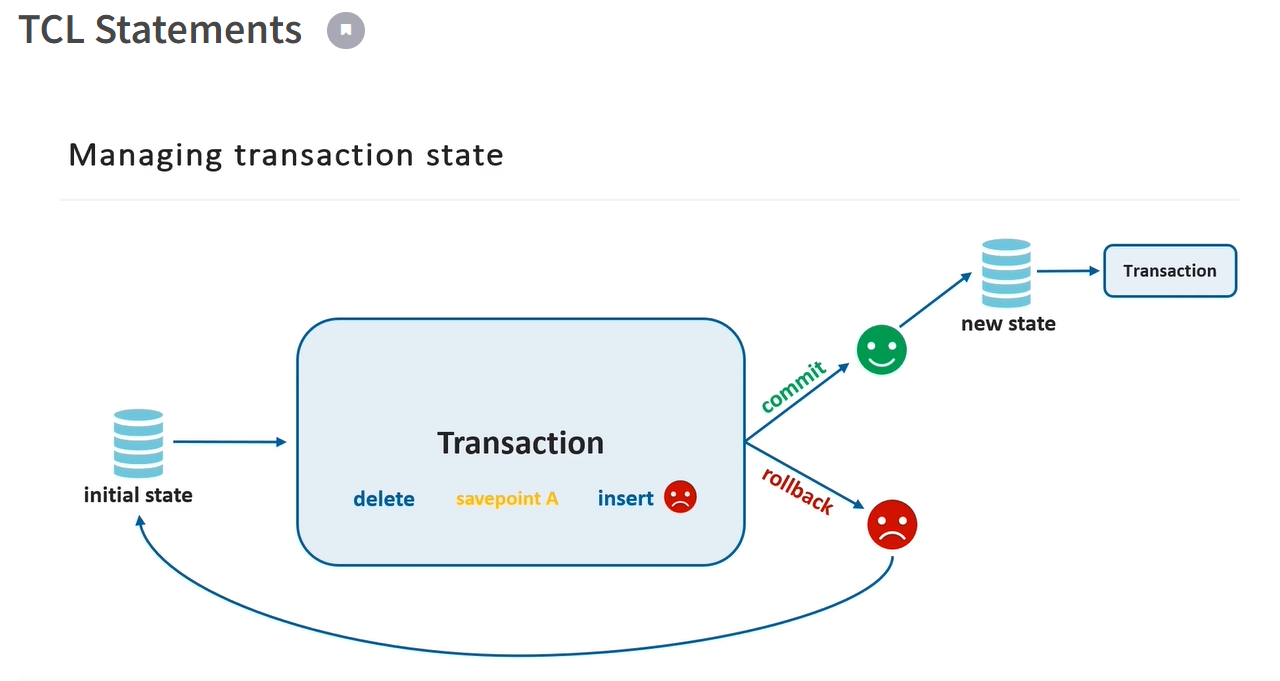 TCL Statements
Managing transaction state
initial state
Transaction
delete savepoint A insert
commit
rollback
new state
Transaction